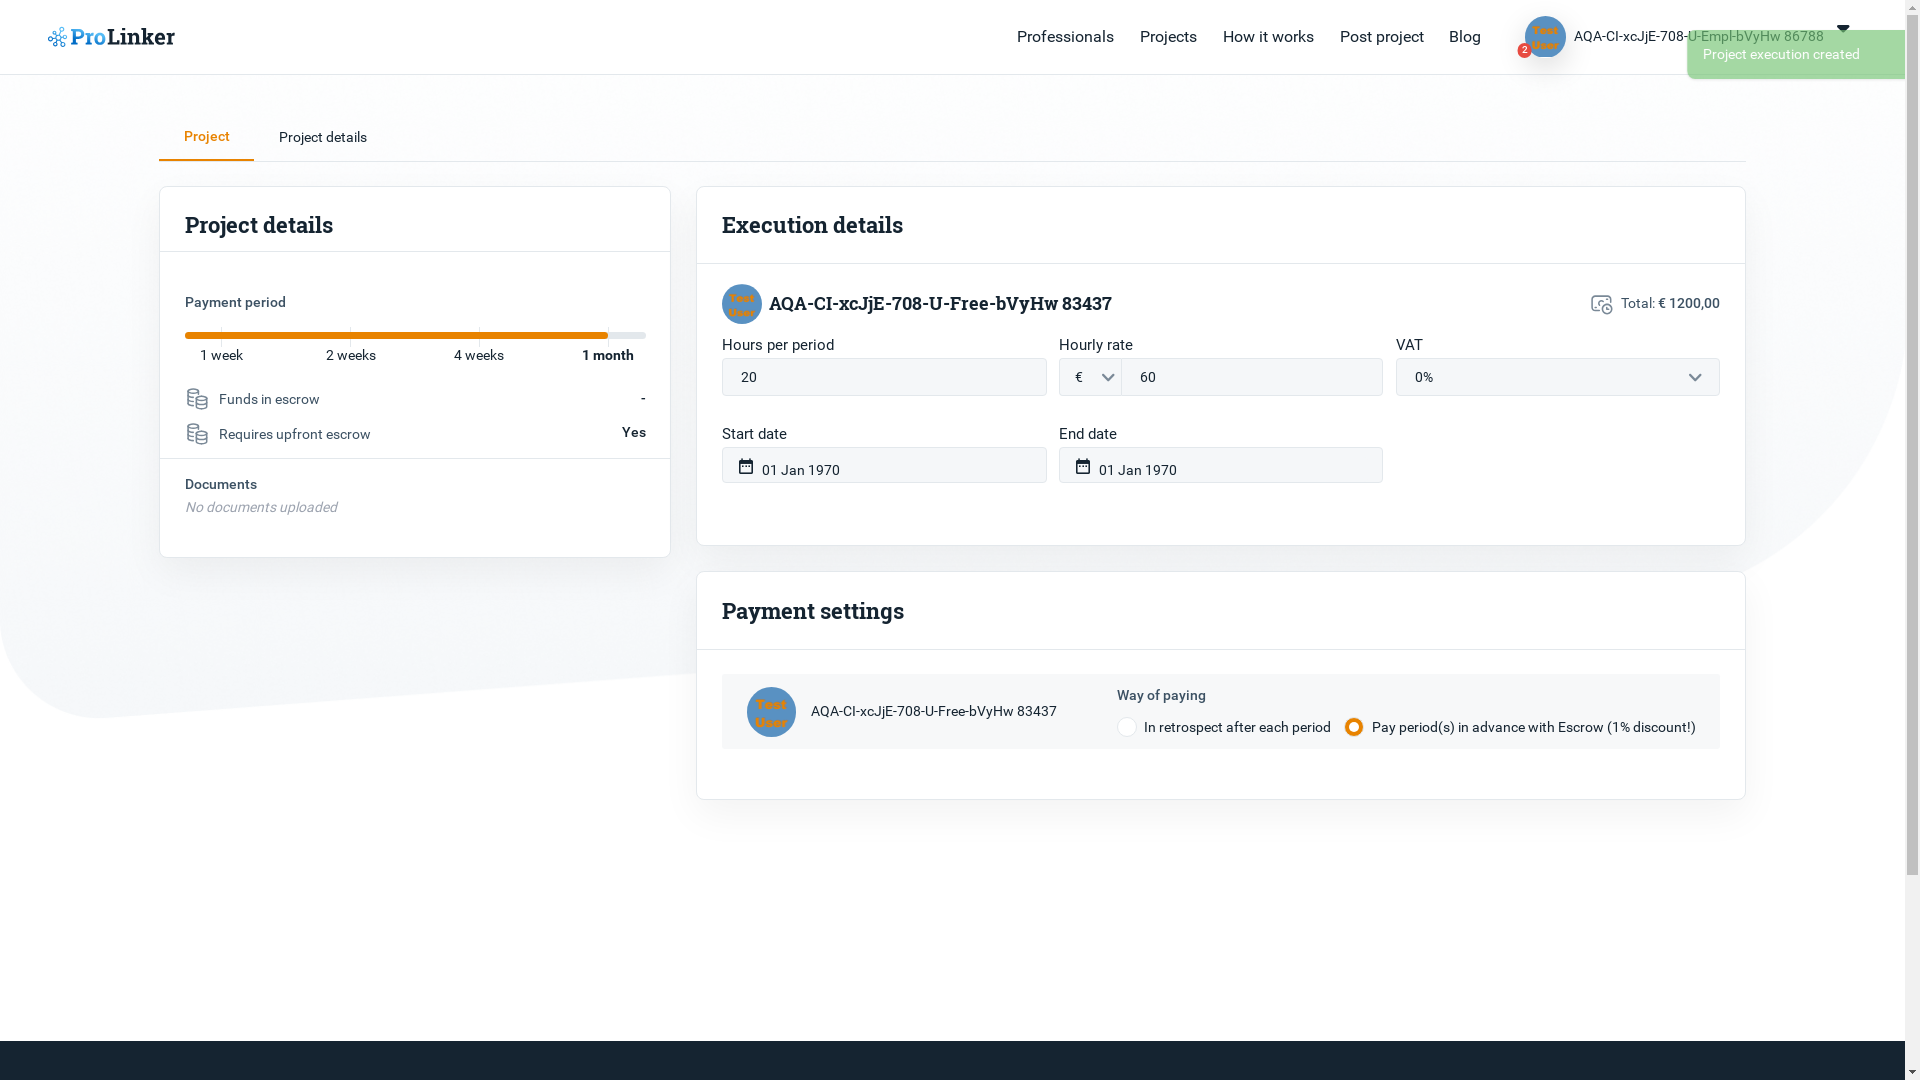 ProLinker
Professionals
Projects
How it works
Post project
Blog
Test
User
2
AQA-CI-xcJjE-708-U-Empl-bVyHw 86788
Project execution created
Project
Project details
Project details
Payment period
1 week
2 weeks
4 weeks
1 month
Funds in escrow
-
Requires upfront escrow
Yes
Documents
No documents uploaded
Execution details
Test
User
AQA-CI-xcJjE-708-U-Free-bVyHw 83437
Total: € 1200,00
Hours per period
Hourly rate
VAT
20
€
60
0%
Start date
End date
01 Jan 1970
01 Jan 1970
Payment settings
Test
User
AQA-CI-xcJjE-708-U-Free-bVyHw 83437
Way of paying
In retrospect after each period
Pay period(s) in advance with Escrow (1% discount!)